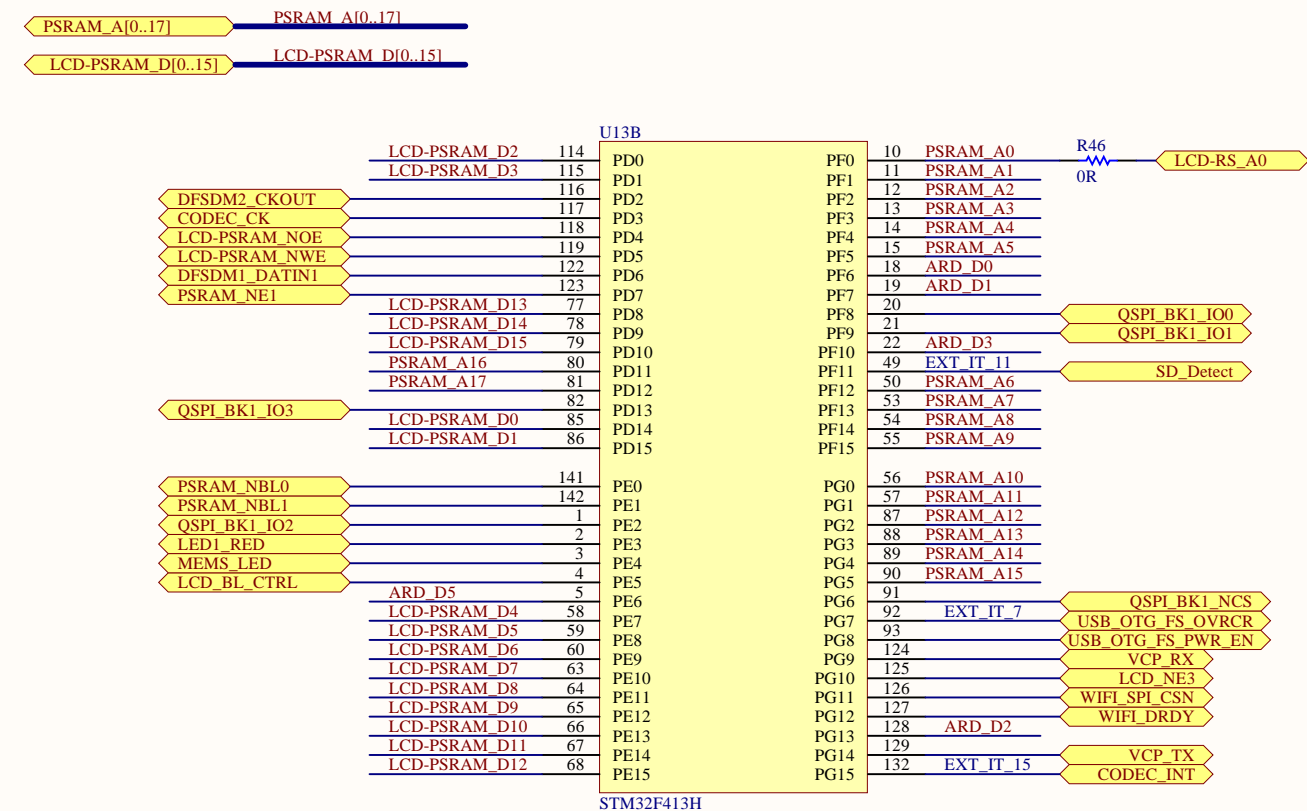 PSRAM_A[0..17] PSRAM_A[0..17]
LCD-PSRAM_D[0..15] LCD-PSRAM_D[0..15]
U13B
LCD-PSRAM_D2 114 PD0 PF0 10 PSRAM_A0 R46 0R LCD-RS_A0
LCD-PSRAM_D3 115 PD1 PF1 11 PSRAM_A1
DFSDM2_CKOUT 116 PD2 PF2 12 PSRAM_A2
CODEC_CK 117 PD3 PF3 13 PSRAM_A3
LCD-PSRAM_NOE 118 PD4 PF4 14 PSRAM_A4
LCD-PSRAM_NWE 119 PD5 PF5 15 PSRAM_A5
DFSDM1_DATIN1 122 PD6 PF6 18 ARD_D0
PSRAM_NE1 123 PD7 PF7 19 ARD_D1
LCD-PSRAM_D13 77 PD8 PF8 20 QSPI_BK1_IO0
LCD-PSRAM_D14 78 PD9 PF9 21 QSPI_BK1_IO1
LCD-PSRAM_D15 79 PD10 PF10 22 ARD_D3
PSRAM_A16 80 PD11 PF11 49 EXT_IT_11 SD_Detect
PSRAM_A17 81 PD12 PF12 50 PSRAM_A6
QSPI_BK1_IO3 82 PD13 PF13 53 PSRAM_A7
LCD-PSRAM_D0 85 PD14 PF14 54 PSRAM_A8
LCD-PSRAM_D1 86 PD15 PF15 55 PSRAM_A9
PSRAM_NBL0 141 PE0 PG0 56 PSRAM_A10
PSRAM_NBL1 142 PE1 PG1 57 PSRAM_A11
QSPI_BK1_IO2 1 PE2 PG2 87 PSRAM_A12
LED1_RED 2 PE3 PG3 88 PSRAM_A13
MEMS_LED 3 PE4 PG4 89 PSRAM_A14
LCD_BL_CTRL 4 PE5 PG5 90 PSRAM_A15
ARD_D5 5 PE6 PG6 91 QSPI_BK1_NCS
LCD-PSRAM_D4 58 PE7 PG7 92 EXT_IT_7 USB_OTG_FS_OVRCR
LCD-PSRAM_D5 59 PE8 PG8 93 USB_OTG_FS_PWR_EN
LCD-PSRAM_D6 60 PE9 PG9 124 VCP_RX
LCD-PSRAM_D7 63 PE10 PG10 125 LCD_NE3
LCD-PSRAM_D8 64 PE11 PG11 126 WIFI_SPI_CSN
LCD-PSRAM_D9 65 PE12 PG12 127 WIFI_DRDY
LCD-PSRAM_D10 66 PE13 PG13 128 ARD_D2
LCD-PSRAM_D11 67 PE14 PG14 129 VCP_TX
LCD-PSRAM_D12 68 PE15 PG15 132 EXT_IT_15 CODEC_INT
STM32F413H